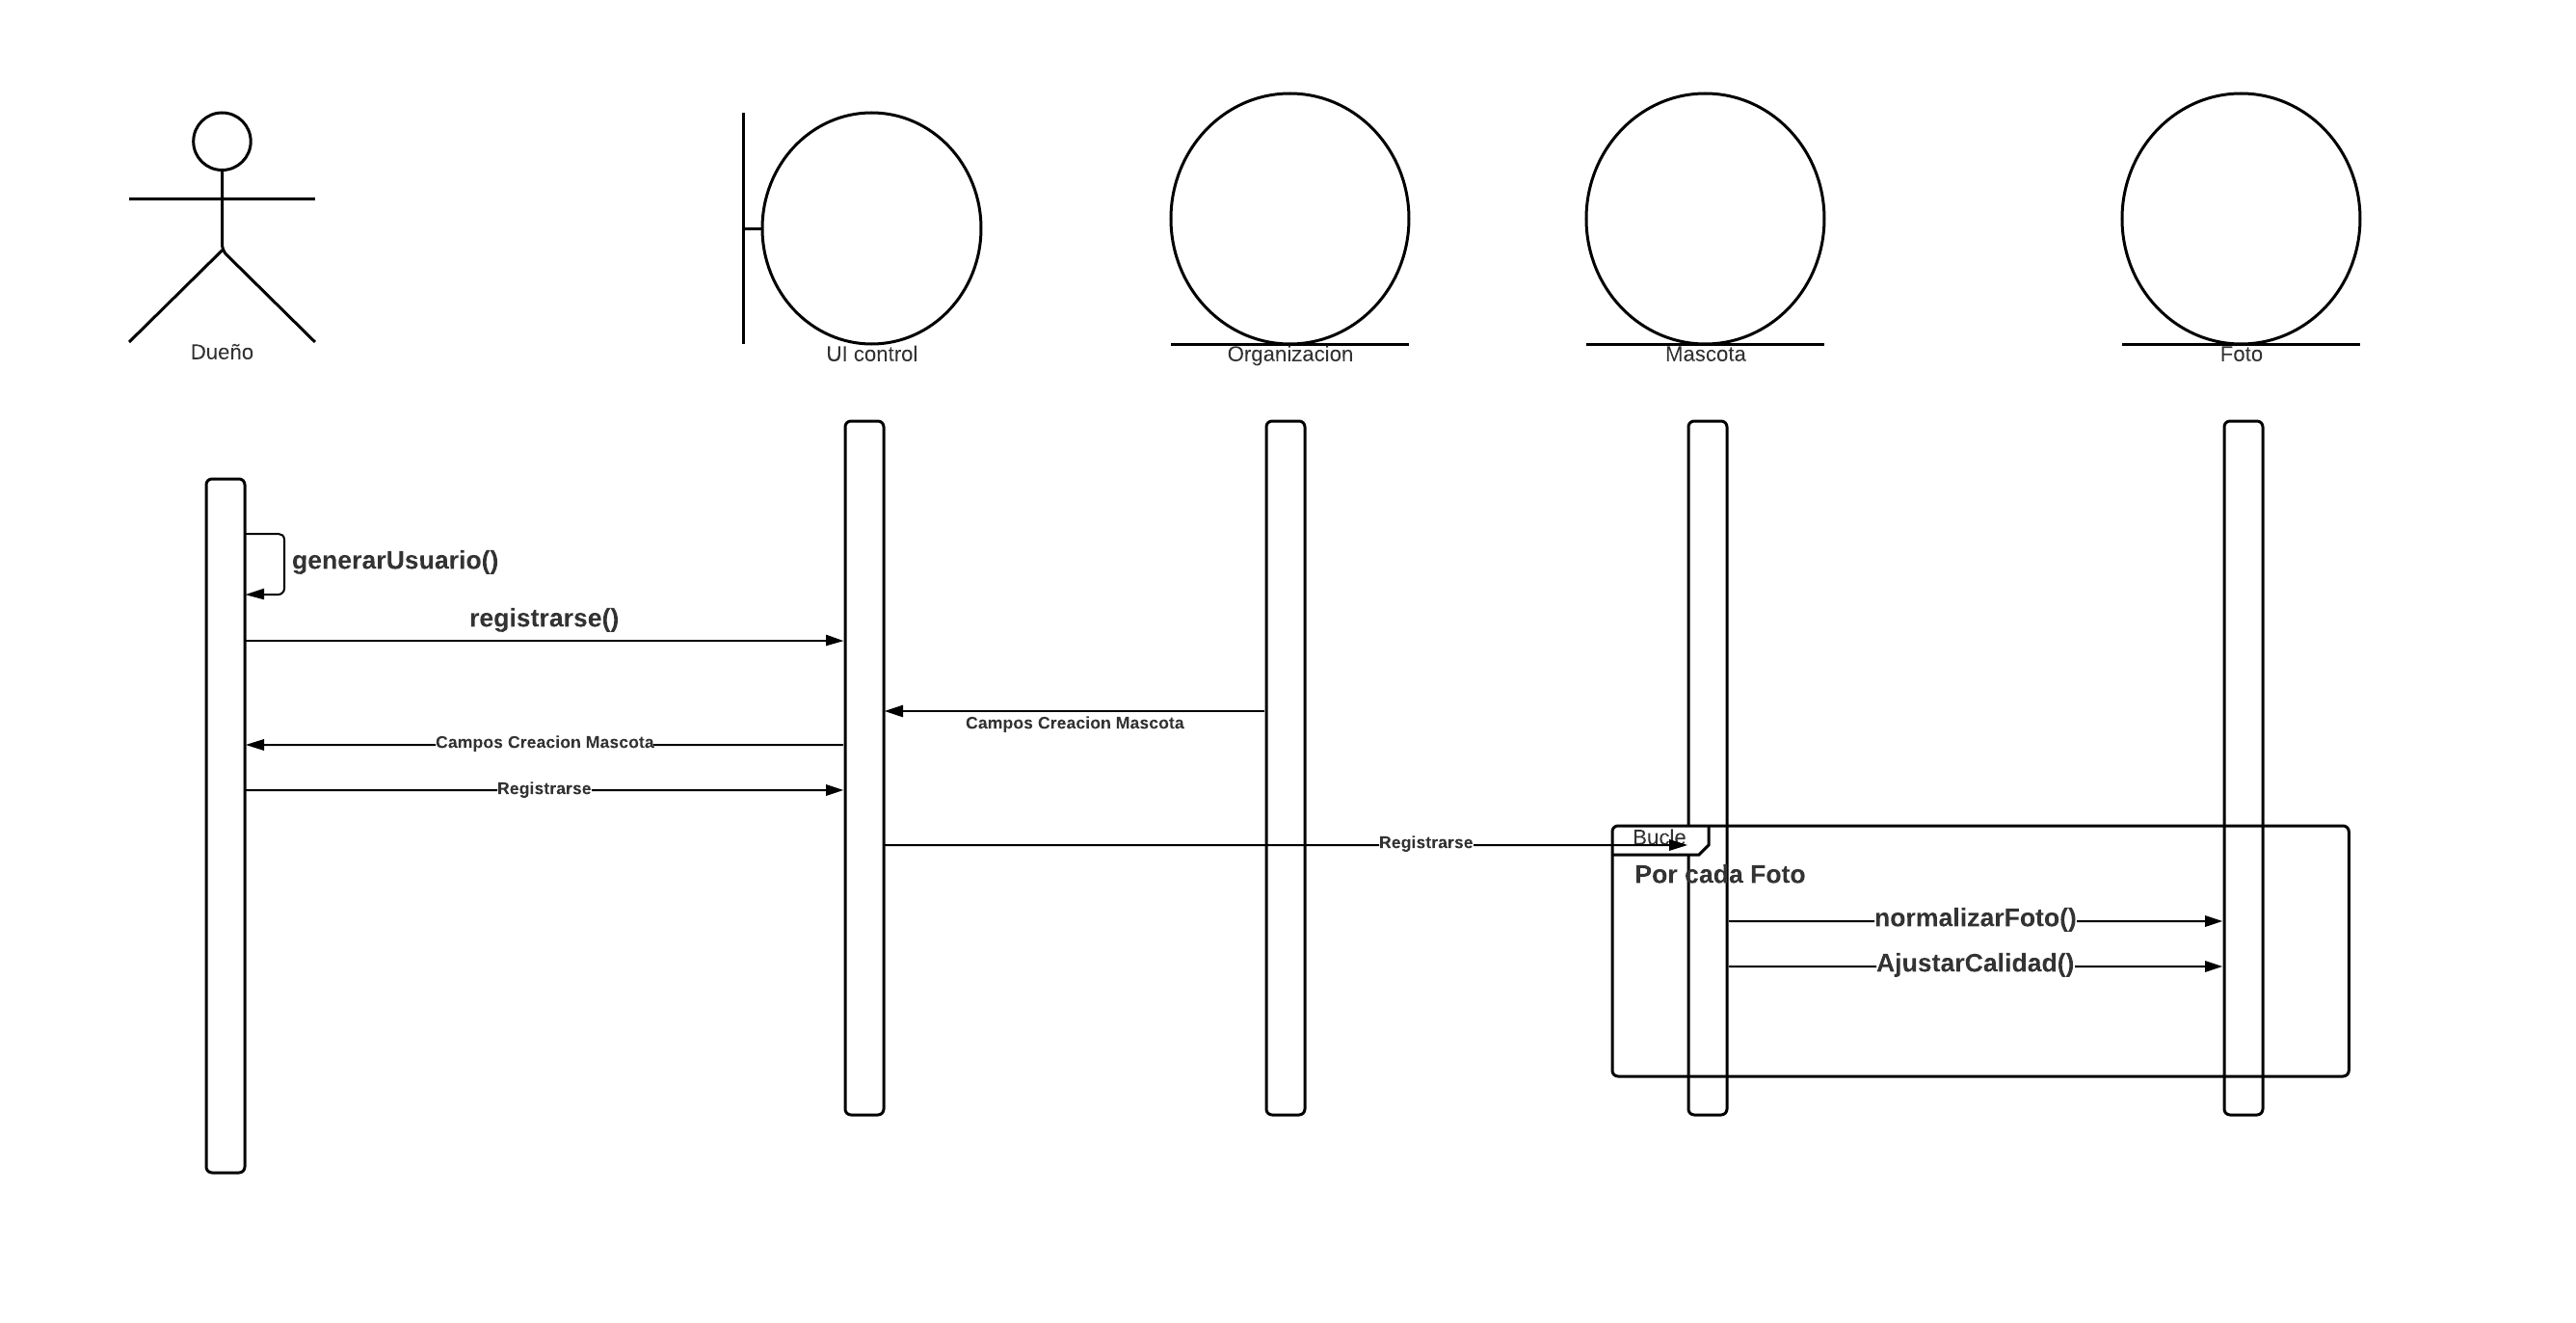 Dueño
UI control
Organizacion
Mascota
Foto
generarUsuario()
registrarse()
Campos Creacion Mascota
Campos Creacion Mascota
Registrarse
Registrarse
Bucle
Por cada Foto
normalizarFoto()
AjustarCalidad()